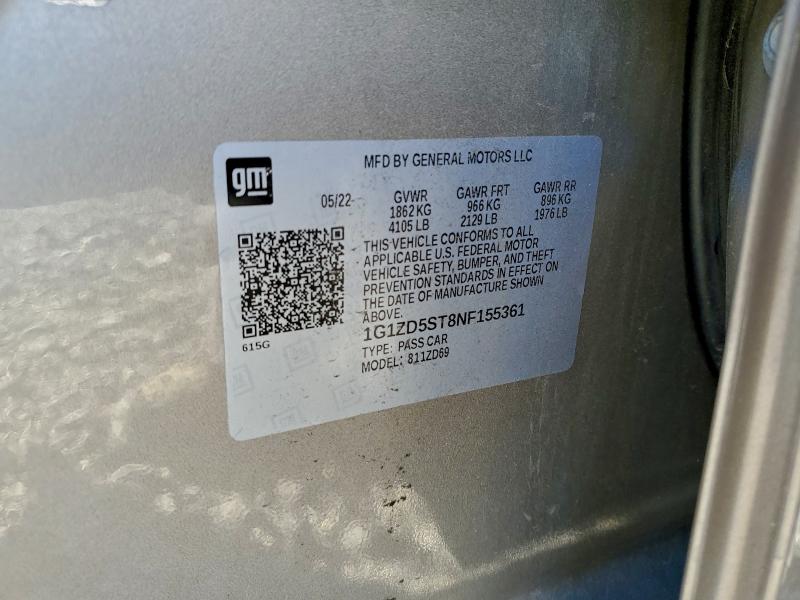 gm
MFD BY GENERAL MOTORS LLC
05/22 GVWR GAWR FRT GAWR RR
1862 KG 966 KG 896 KG
4105 LB 2129 LB 1976 LB
THIS VEHICLE CONFORMS TO ALL
APPLICABLE U.S. FEDERAL MOTOR
VEHICLE SAFETY, BUMPER, AND THEFT
PREVENTION STANDARDS IN EFFECT ON
THE DATE OF MANUFACTURE SHOWN
ABOVE.
1G1ZD5ST8NF155361
TYPE: PASS CAR
MODEL: 811ZD69
615G